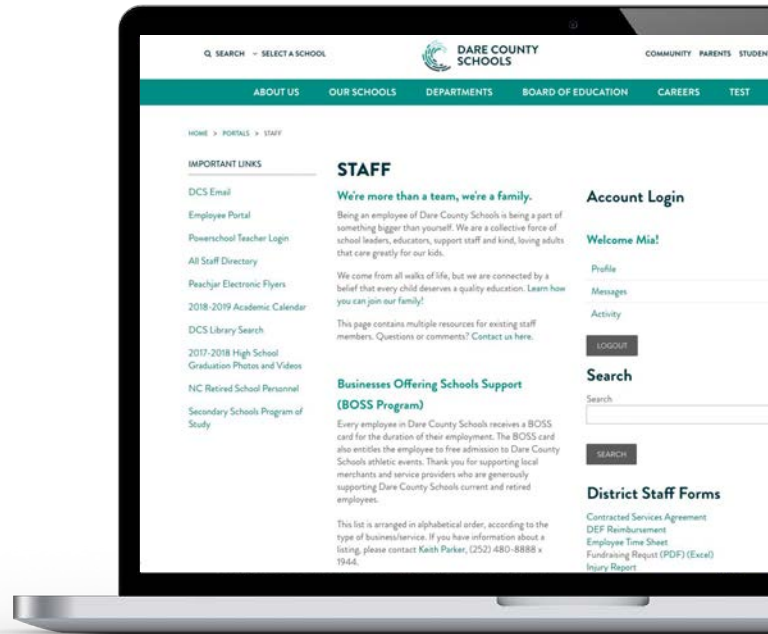 SEARCH SELECT A SCHOOL
DARE COUNTY
SCHOOLS
COMMUNITY PARENTS STUDEN
ABOUT US OUR SCHOOLS DEPARTMENTS BOARD OF EDUCATION CAREERS TEST
HOME > PORTALS > STAFF
IMPORTANT LINKS
DCS Email
Employee Portal
Powerschool Teacher Login
All Staff Directory
Peachjar Electronic Flyers
2018-2019 Academic Calendar
DCS Library Search
2017-2018 High School
Graduation Photos and Videos
NC Retired School Personnel
Secondary Schools Program of
Study
STAFF
We're more than a team, we're a family.
Being an employee of Dare County Schools is being a part of
something bigger than yourself. We are a collective force of
school leaders, educators, support staff and kind, loving adults
that care greatly for our kids.
We come from all walks of life, but we are connected by a
belief that every child deserves a quality education. Learn how
you can join our family!
This page contains multiple resources for existing staff
members. Questions or comments? Contact us here.
Businesses Offering Schools Support
(BOSS Program)
Every employee in Dare County Schools receives a BOSS
card for the duration of their employment. The BOSS card
also entitles the employee to free admission to Dare County
Schools athletic events. Thank you for supporting local
merchants and service providers who are generously
supporting Dare County Schools current and retired
employees.
This list is arranged in alphabetical order, according to the
type of business/service. If you have information about a
listing, please contact Keith Parker, (252) 480-8888 x
1944.
Account Login
Welcome Mia!
Profile
Messages
Activity
LOGOUT
Search
Search
SEARCH
District Staff Forms
Contracted Services Agreement
DEF Reimbursement
Employee Time Sheet
Fundraising Requst (PDF) (Excel)
Injury Report